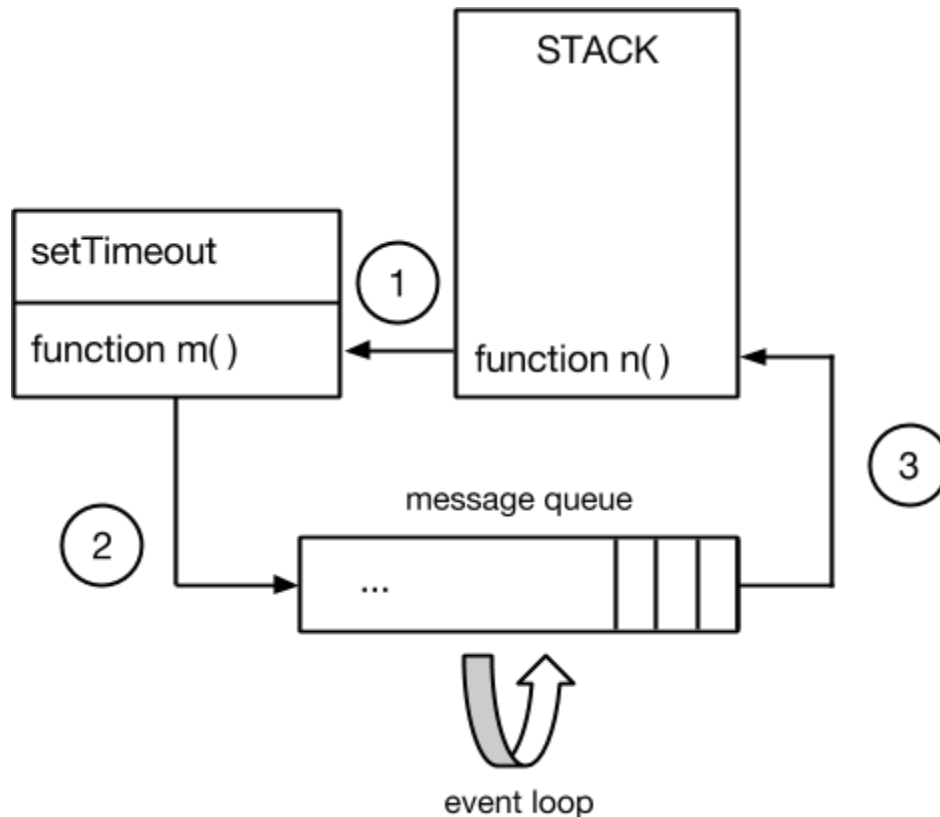 STACK
setTimeout
1
function m( )
function n( )
3
message queue
2
...
event loop